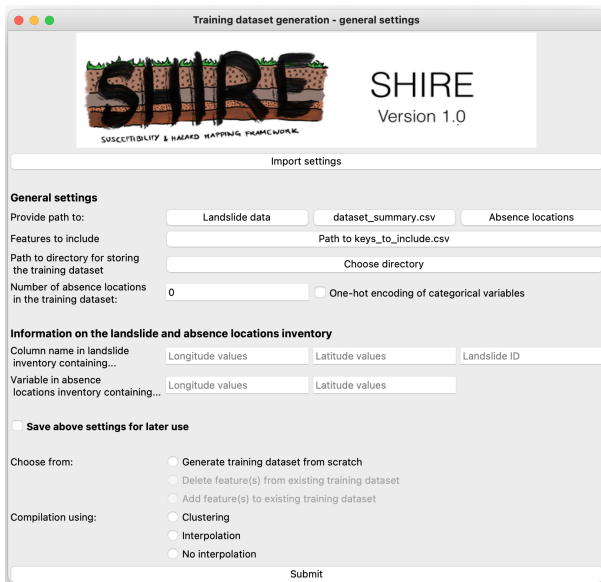 Training dataset generation - general settings
SHIRE
SUSCEPTIBILITY & HAZARD MAPPING FRAMEWORK
SHIRE
Version 1.0
Import settings
General settings
Provide path to: Landslide data dataset_summary.csv Absence locations
Features to include Path to keys_to_include.csv
Path to directory for storing
the training dataset Choose directory
Number of absence locations
in the training dataset: 0 One-hot encoding of categorical variables
Information on the landslide and absence locations inventory
Column name in landslide
inventory containing... Longitude values Latitude values Landslide ID
Variable in absence
locations inventory containing... Longitude values Latitude values
Save above settings for later use
Choose from: Generate training dataset from scratch
Delete feature(s) from existing training dataset
Add feature(s) to existing training dataset
Compilation using: Clustering
Interpolation
No interpolation
Submit